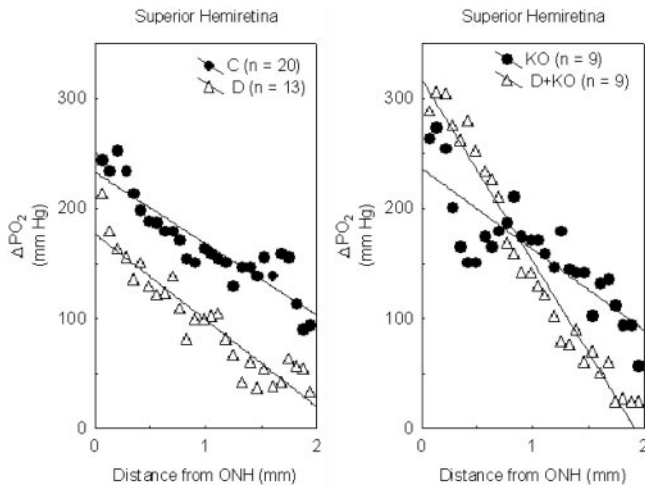 Superior Hemiretina
C (n = 20)
D (n = 13)
300
200
100
0
ΔPO₂
(mm Hg)
0
1
2
Distance from ONH (mm)
Superior Hemiretina
KO (n = 9)
D+KO (n = 9)
300
200
100
0
ΔPO₂
(mm Hg)
0
1
2
Distance from ONH (mm)